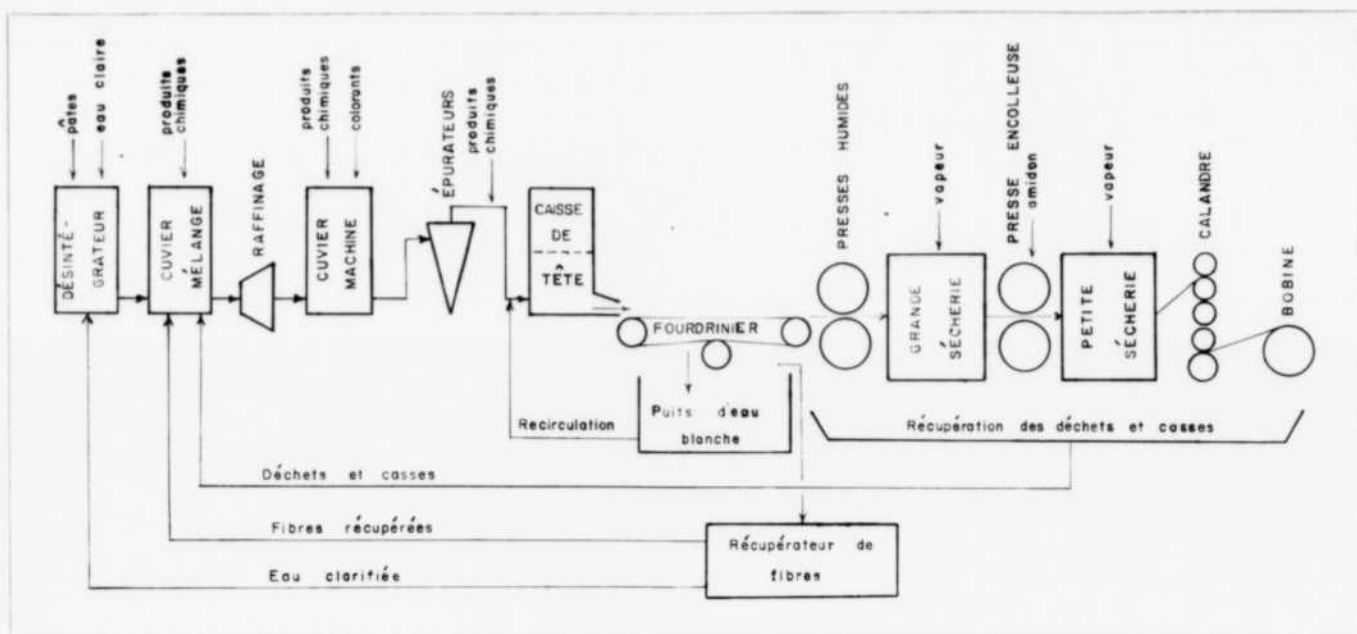 pâtes
eau claire
produits
chimiques
produits
chimiques
colorants
ÉPURATEURS
produits
chimiques
DÉSINTÉ-
GRATEUR
CUVIER
MÉLANGE
RAFFINAGE
CUVIER
MACHINE
CAISSE
DE
TÊTE
FOURDRINIER
PRESSES HUMIDES
vapeur
GRANDE
SÉCHERIE
PRESSE ENCOLLEUSE
amidon
vapeur
PETITE
SÉCHERIE
CALANDRE
BOBINE
Puits d'eau
blanche
Recirculation
Récupération des déchets et casses
Déchets et casses
Fibres récupérées
Récupérateur de
fibres
Eau clarifiée